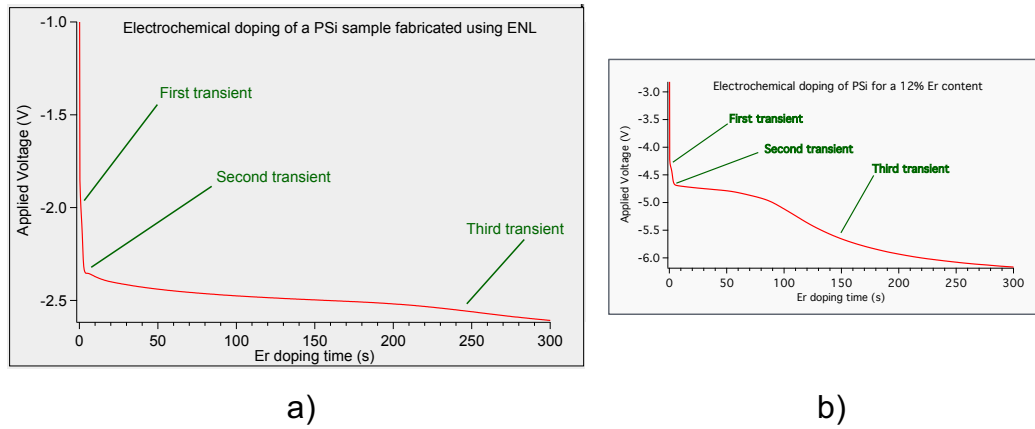 Electrochemical doping of a PSi sample fabricated using ENL
-1.0
-1.5
-2.0
-2.5
Applied Voltage (V)
First transient
Second transient
Third transient
0 50 100 150 200 250 300
Er doping time (s)
a)
Electrochemical doping of PSi for a 12% Er content
-3.0
-3.5
-4.0
-4.5
-5.0
-5.5
-6.0
Applied Voltage (V)
First transient
Second transient
Third transient
0 50 100 150 200 250 300
Er doping time (s)
b)